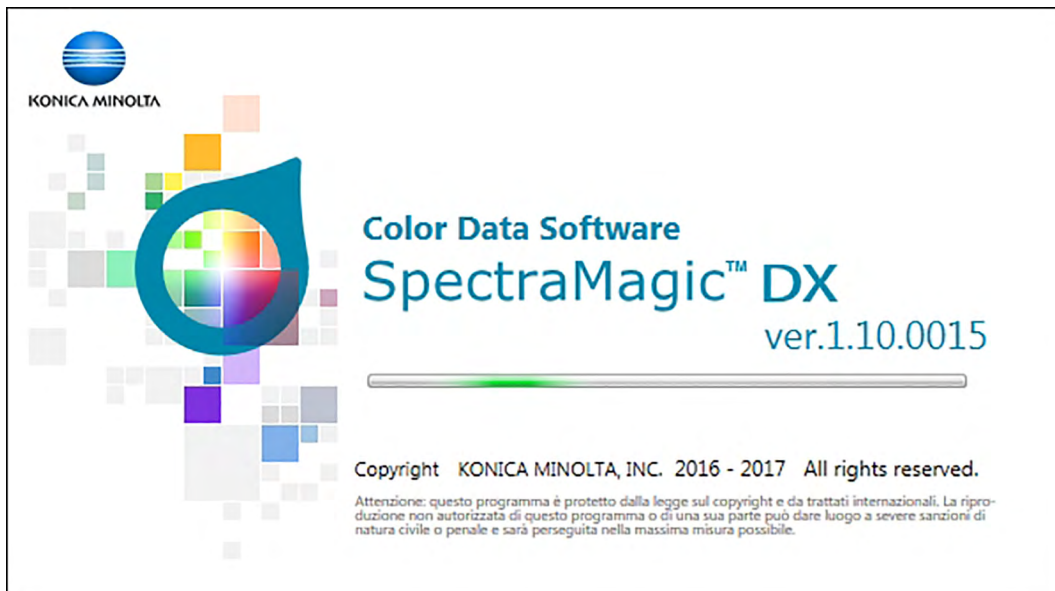 KONICA MINOLTA
Color Data Software
SpectraMagic™ DX
ver.1.10.0015
Copyright KONICA MINOLTA, INC. 2016 - 2017 All rights reserved.
Attenzione: questo programma è protetto dalla legge sul copyright e da trattati internazionali. La ripro-
duzione non autorizzata di questo programma o di una sua parte può dare luogo a severe sanzioni di
natura civile o penale e sarà perseguita nella massima misura possibile.